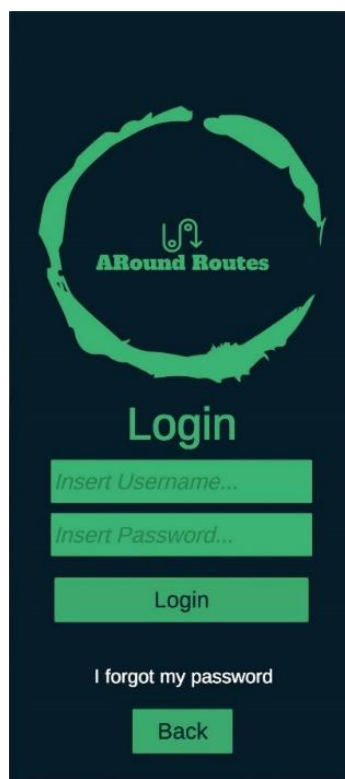 ARound Routes
Login
Insert Username...
Insert Password...
Login
I forgot my password
Back